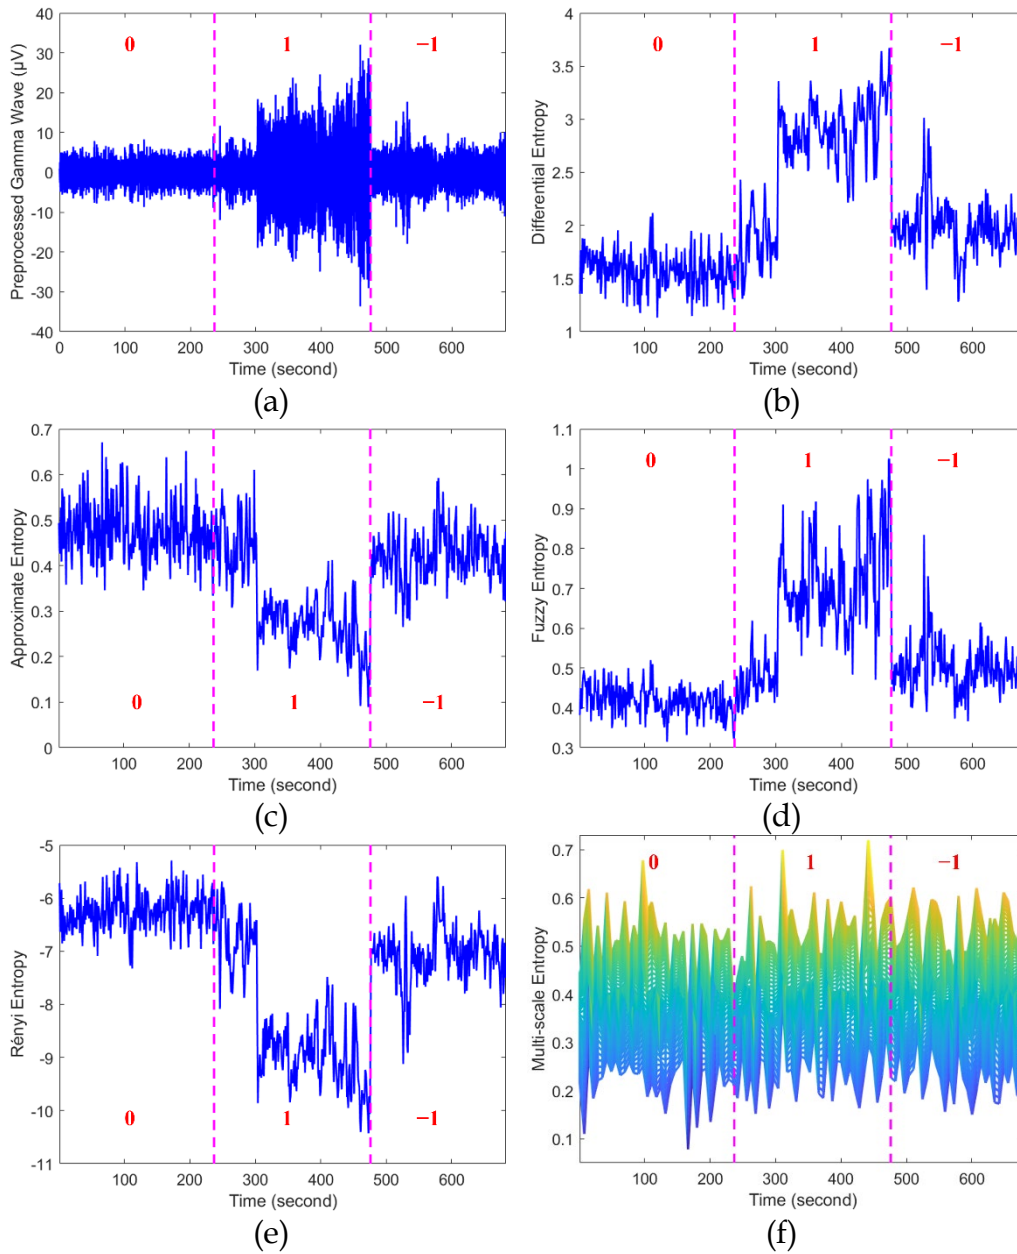 40
30
20
10
0
-10
-20
-30
-40
Preprocessed Gamma Wave (μV)
0 1 −1
0 100 200 300 400 500 600
Time (second)
(a)
4
3.5
3
2.5
2
1.5
1
Differential Entropy
0 1 −1
100 200 300 400 500 600
Time (second)
(b)
0.7
0.6
0.5
0.4
0.3
0.2
0.1
0
Approximate Entropy
0 1 −1
100 200 300 400 500 600
Time (second)
(c)
1.1
1
0.9
0.8
0.7
0.6
0.5
0.4
0.3
Fuzzy Entropy
0 1 −1
100 200 300 400 500 600
Time (second)
(d)
-5
-6
-7
-8
-9
-10
-11
Rényi Entropy
0 1 −1
100 200 300 400 500 600
Time (second)
(e)
0.7
0.6
0.5
0.4
0.3
0.2
0.1
Multi-scale Entropy
0 1 −1
100 200 300 400 500 600
Time (second)
(f)